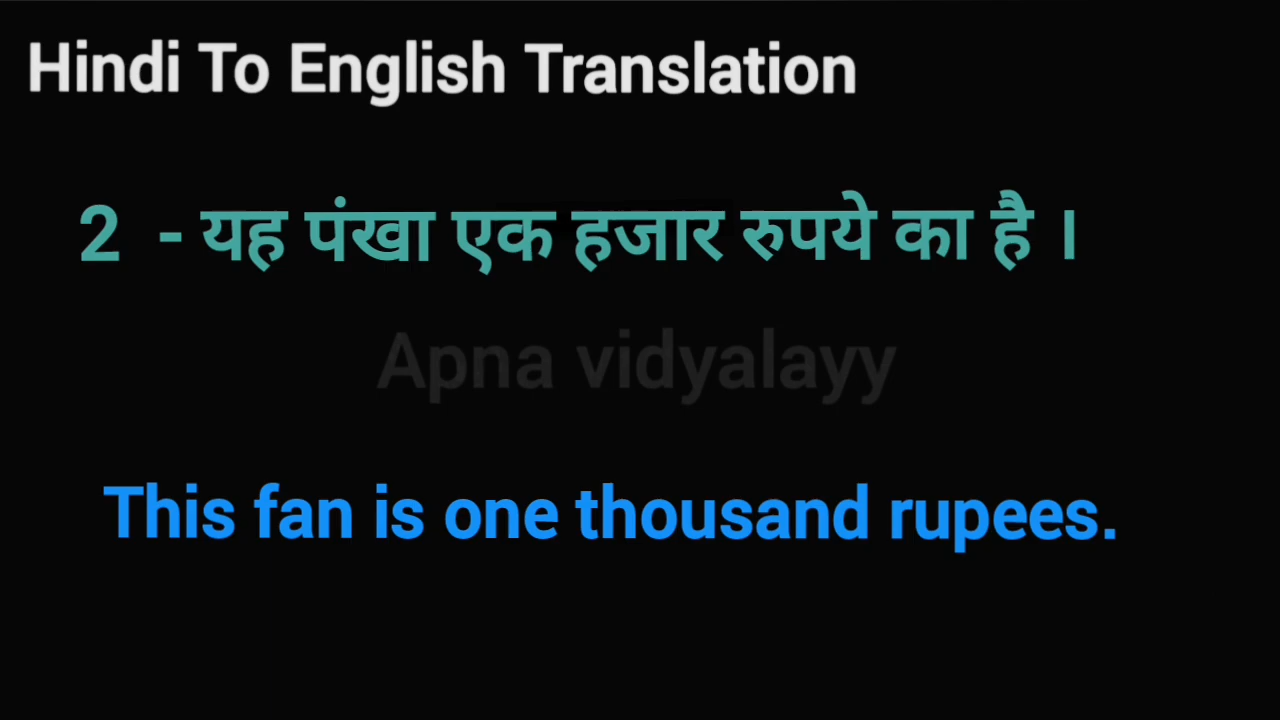 Hindi To English Translation
2 - यह पंखा एक हजार रुपये का है ।
Apna vidyalayy
This fan is one thousand rupees.